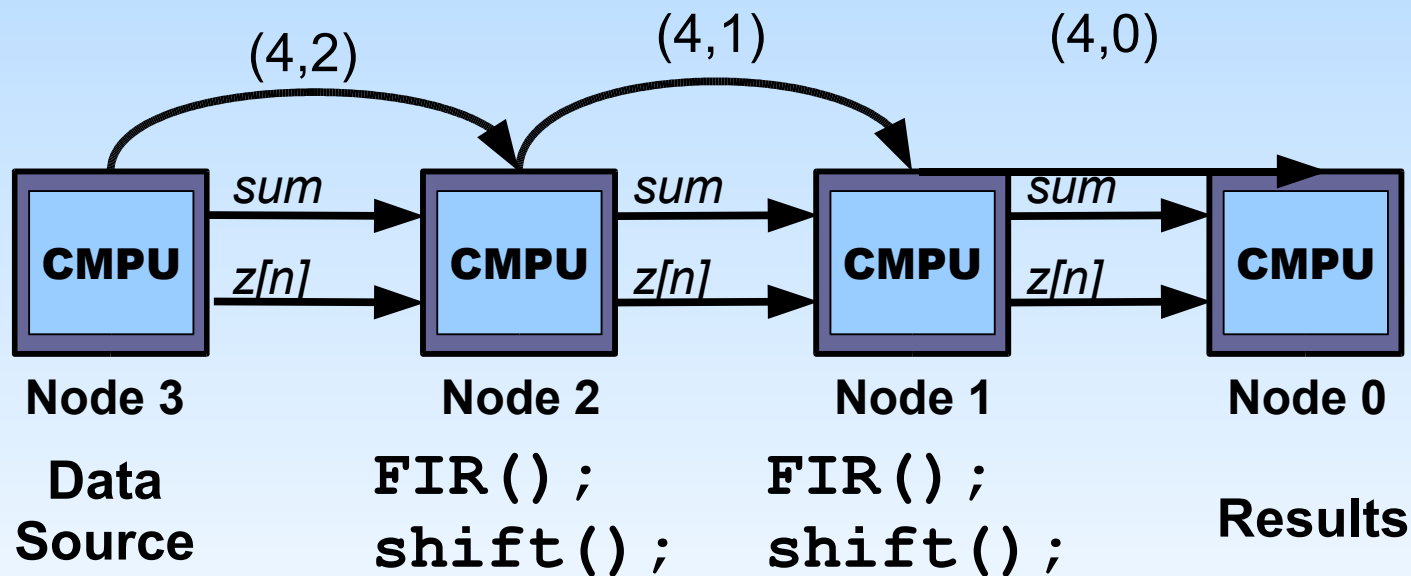 (4,2) (4,1) (4,0)
sum sum sum
CMPU CMPU CMPU CMPU
z[n] z[n] z[n]
Node 3 Node 2 Node 1 Node 0
Data
Source
FIR();
shift();
FIR();
shift();
Results